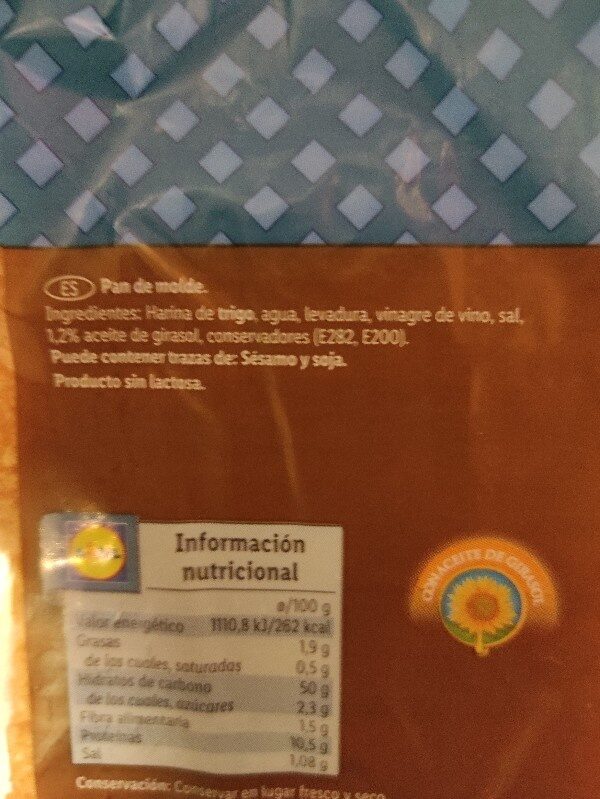 ES Pan de molde.
Ingredientes: Harina de trigo, agua, levadura, vinagre de vino, sal,
1,2% aceite de girasol, conservadores (E282, E200).
Puede contener trazas de: Sésamo y soja.
Producto sin lactosa.
Información
nutricional
ø/100 g
Valor energético 1110,8 kJ/262 kcal
Grasas 1,9 g
de las cuales, saturadas 0,5 g
Hidratos de carbono 50 g
de los cuales, azúcares 2,3 g
Fibra alimentaria 1,5 g
Proteínas 10,5 g
Sal 1,08 g
CON ACEITE DE GIRASOL
Conservación: Conservar en lugar fresco y seco